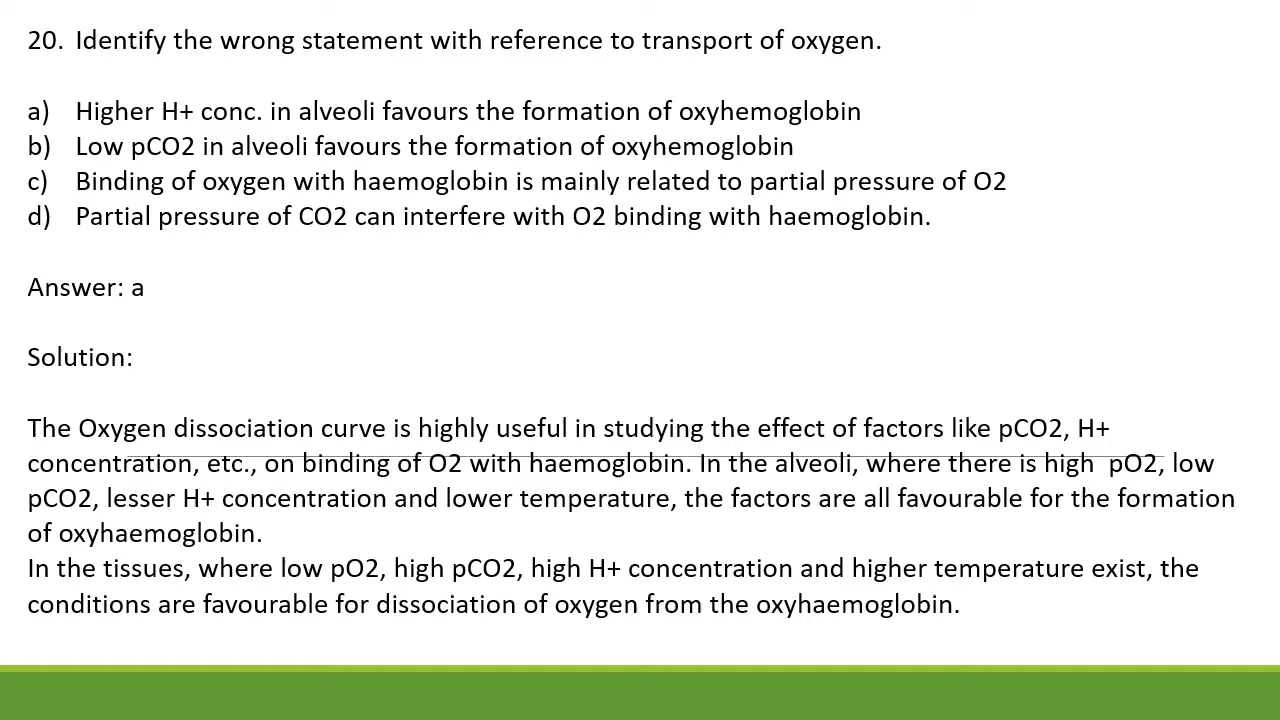 20. Identify the wrong statement with reference to transport of oxygen.
a) Higher H+ conc. in alveoli favours the formation of oxyhemoglobin
b) Low pCO2 in alveoli favours the formation of oxyhemoglobin
c) Binding of oxygen with haemoglobin is mainly related to partial pressure of O2
d) Partial pressure of CO2 can interfere with O2 binding with haemoglobin.
Answer: a
Solution:
The Oxygen dissociation curve is highly useful in studying the effect of factors like pCO2, H+
concentration, etc., on binding of O2 with haemoglobin. In the alveoli, where there is high pO2, low
pCO2, lesser H+ concentration and lower temperature, the factors are all favourable for the formation
of oxyhaemoglobin.
In the tissues, where low pO2, high pCO2, high H+ concentration and higher temperature exist, the
conditions are favourable for dissociation of oxygen from the oxyhaemoglobin.